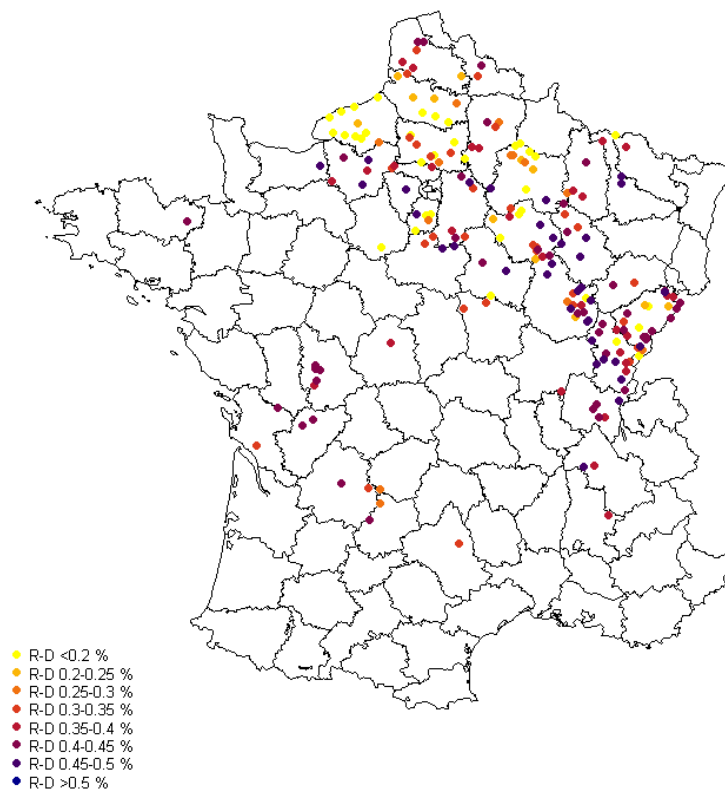 R-D <0.2 %
R-D 0.2-0.25 %
R-D 0.25-0.3 %
R-D 0.3-0.35 %
R-D 0.35-0.4 %
R-D 0.4-0.45 %
R-D 0.45-0.5 %
R-D >0.5 %